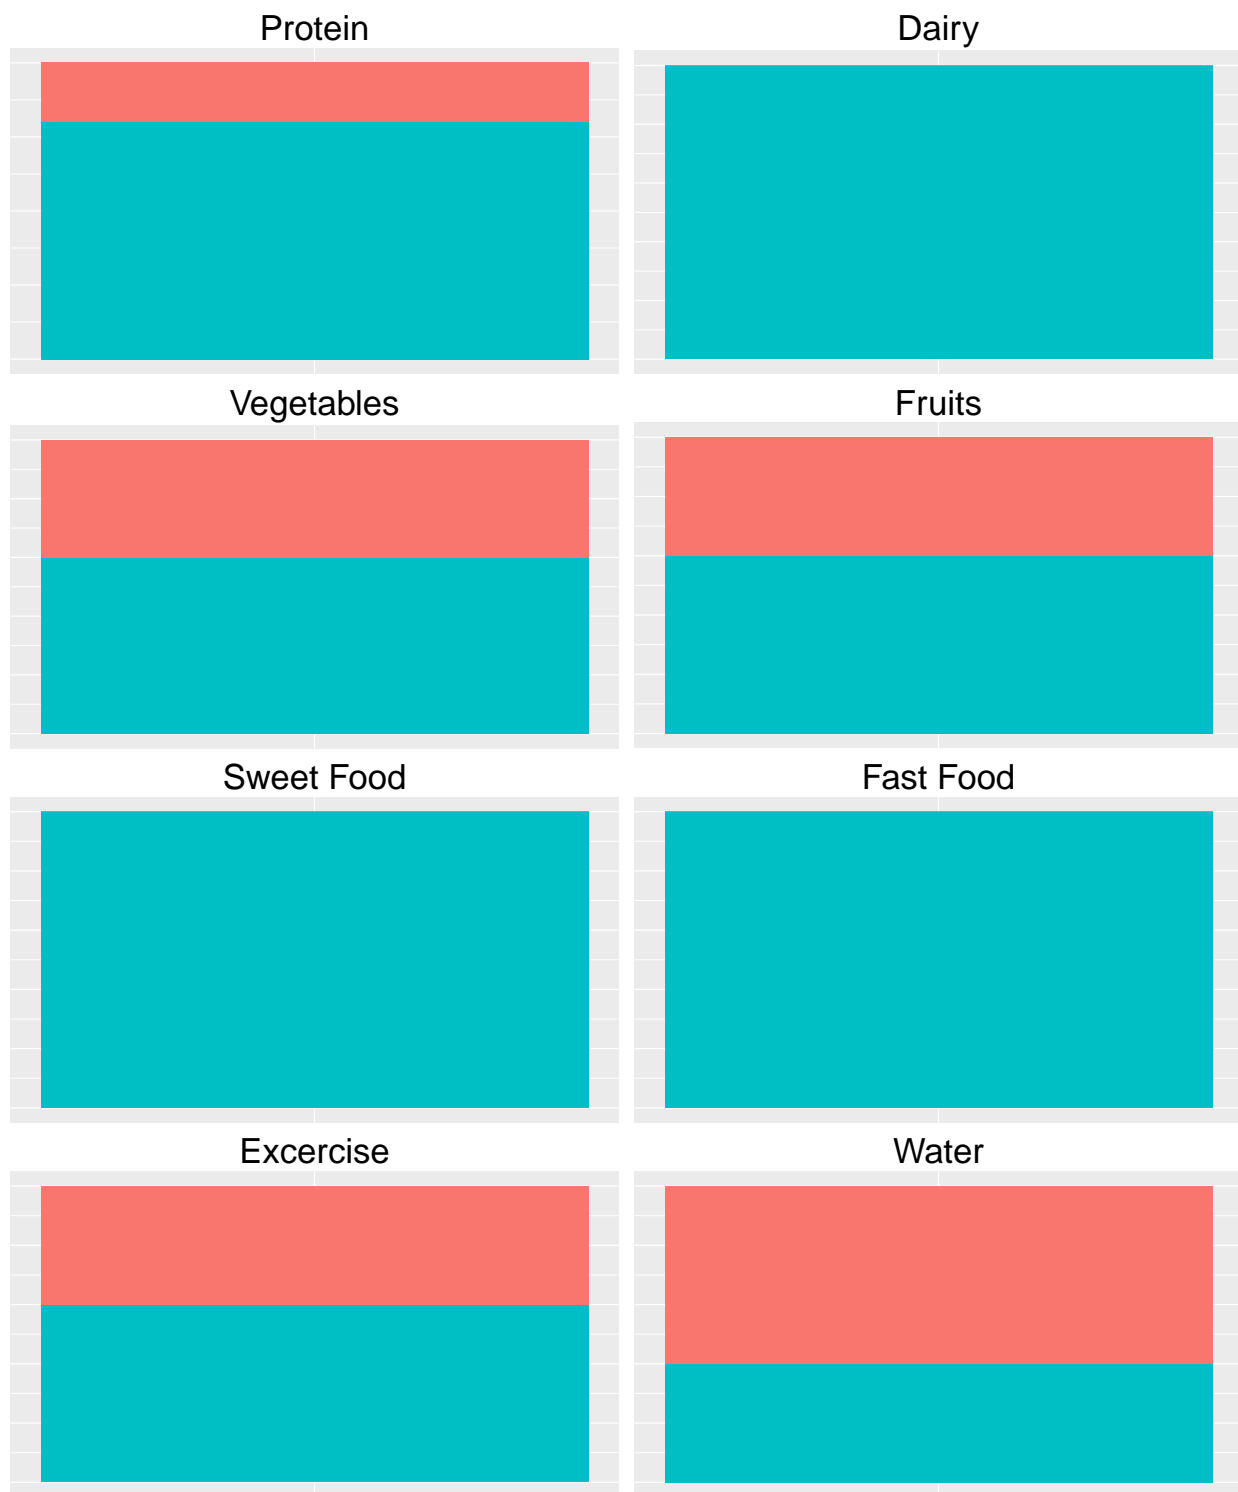 Protein
Dairy
Vegetables
Fruits
Sweet Food
Fast Food
Excercise
Water